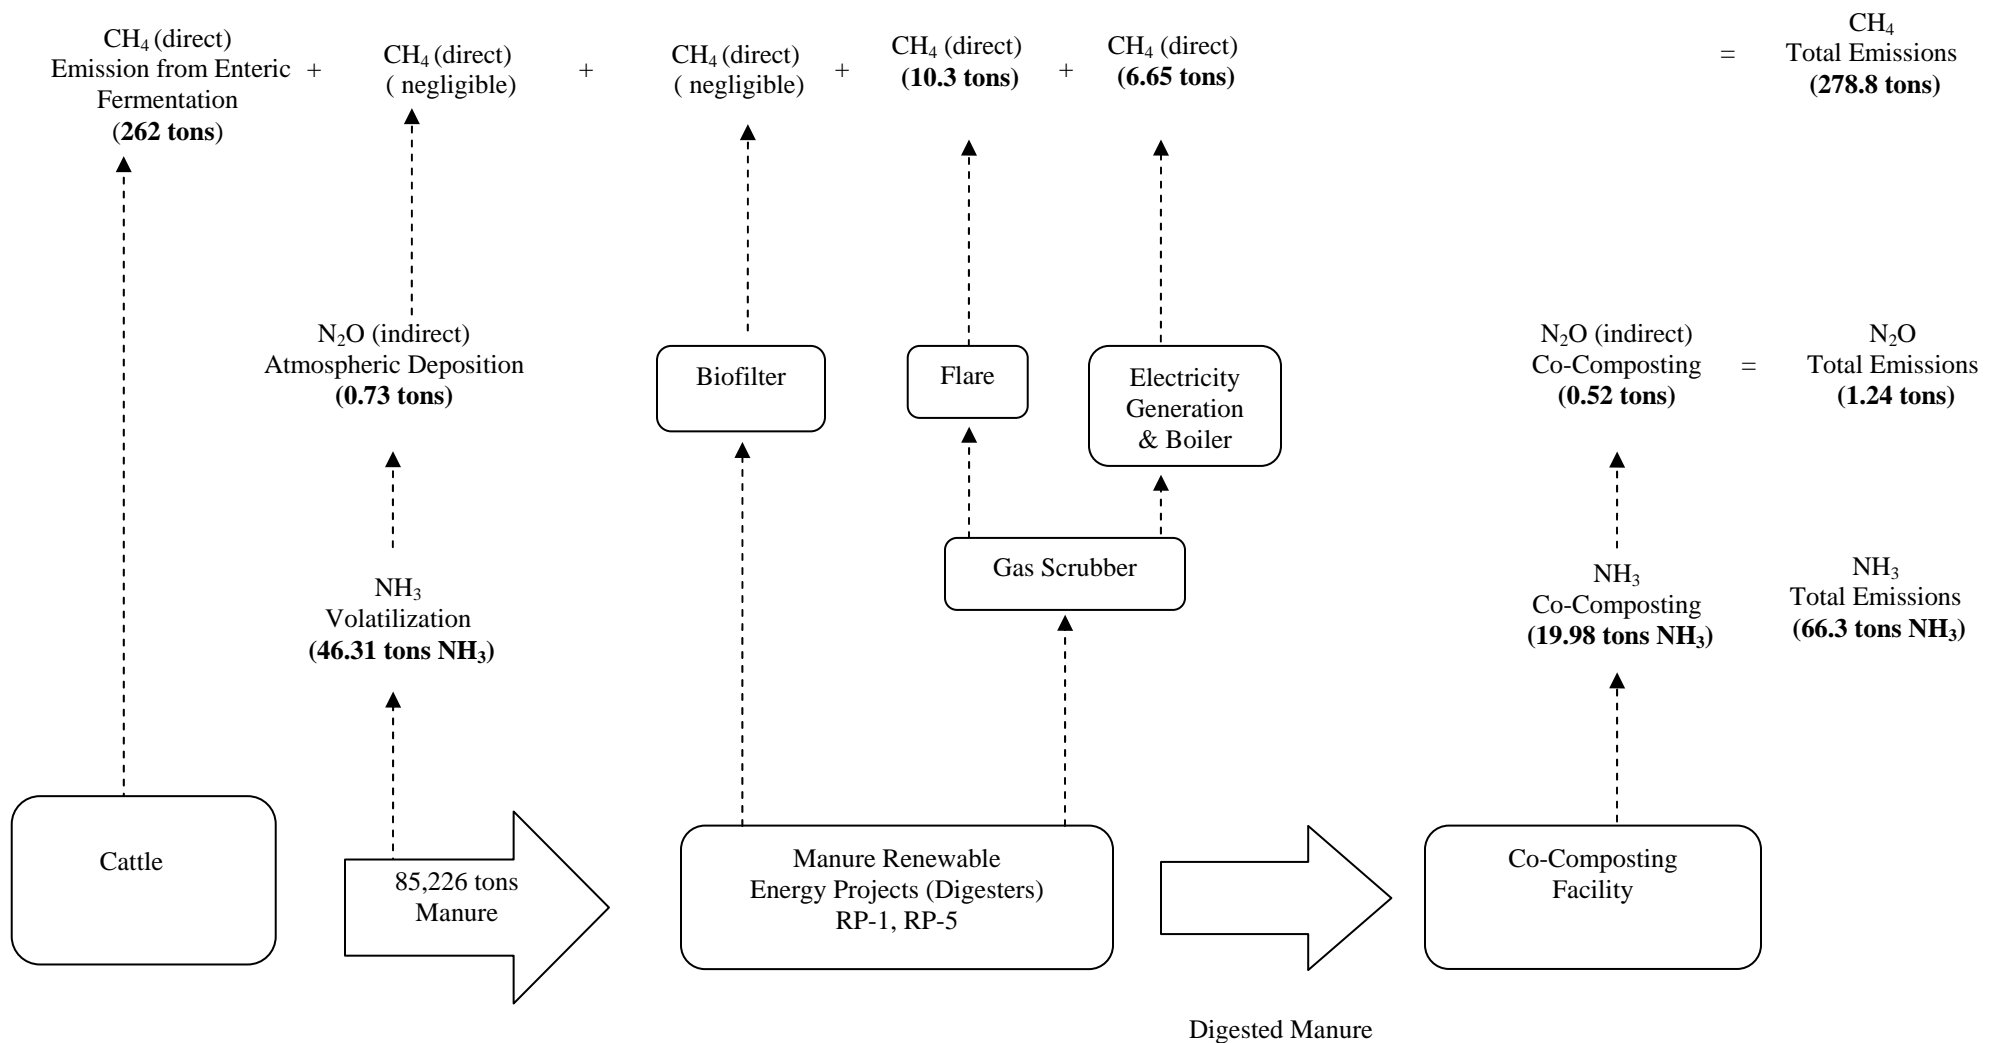 CH₄ (direct)
Emission from Enteric
Fermentation
(262 tons)
+
CH₄ (direct)
( negligible)
+
CH₄ (direct)
( negligible)
+
CH₄ (direct)
(10.3 tons)
+
CH₄ (direct)
(6.65 tons)
=
CH₄
Total Emissions
(278.8 tons)
N₂O (indirect)
Atmospheric Deposition
(0.73 tons)
Biofilter
Flare
Electricity
Generation
& Boiler
N₂O (indirect)
Co-Composting
(0.52 tons)
=
N₂O
Total Emissions
(1.24 tons)
NH₃
Volatilization
(46.31 tons NH₃)
Gas Scrubber
NH₃
Co-Composting
(19.98 tons NH₃)
NH₃
Total Emissions
(66.3 tons NH₃)
Cattle
85,226 tons
Manure
Manure Renewable
Energy Projects (Digesters)
RP-1, RP-5
Co-Composting
Facility
Digested Manure